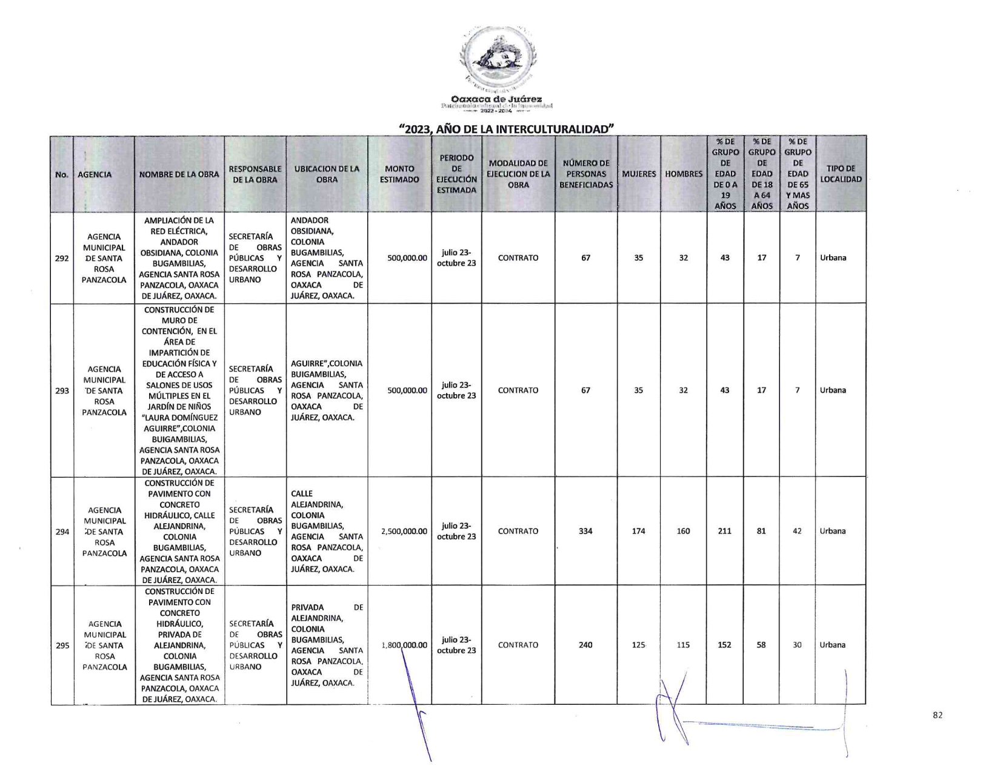 Oaxaca de Juárez
Patrimonio cultural de la humanidad
2022 - 2024
“2023, AÑO DE LA INTERCULTURALIDAD”
No.
AGENCIA
NOMBRE DE LA OBRA
RESPONSABLE
DE LA OBRA
UBICACION DE LA
OBRA
MONTO
ESTIMADO
PERIODO
DE
EJECUCIÓN
ESTIMADA
MODALIDAD DE
EJECUCION DE LA
OBRA
NÚMERO DE
PERSONAS
BENEFICIADAS
MUJERES
HOMBRES
% DE
GRUPO
DE
EDAD
DE 0 A
19
AÑOS
% DE
GRUPO
DE
EDAD
DE 18
A 64
AÑOS
% DE
GRUPO
DE
EDAD
DE 65
Y MAS
AÑOS
TIPO DE
LOCALIDAD
292
AGENCIA
MUNICIPAL
DE SANTA
ROSA
PANZACOLA
AMPLIACIÓN DE LA
RED ELÉCTRICA,
ANDADOR
OBSIDIANA, COLONIA
BUGAMBILIAS,
AGENCIA SANTA ROSA
PANZACOLA, OAXACA
DE JUÁREZ, OAXACA.
SECRETARÍA
DE OBRAS
PÚBLICAS Y
DESARROLLO
URBANO
ANDADOR
OBSIDIANA,
COLONIA
BUGAMBILIAS,
AGENCIA SANTA
ROSA PANZACOLA,
OAXACA DE
JUÁREZ, OAXACA.
500,000.00
julio 23-
octubre 23
CONTRATO
67
35
32
43
17
7
Urbana
293
AGENCIA
MUNICIPAL
DE SANTA
ROSA
PANZACOLA
CONSTRUCCIÓN DE
MURO DE
CONTENCIÓN, EN EL
ÁREA DE
IMPARTICIÓN DE
EDUCACIÓN FÍSICA Y
DE ACCESO A
SALONES DE USOS
MÚLTIPLES EN EL
JARDÍN DE NIÑOS
“LAURA DOMÍNGUEZ
AGUIRRE”,COLONIA
BUIGAMBILIAS,
AGENCIA SANTA ROSA
PANZACOLA, OAXACA
DE JUÁREZ, OAXACA.
SECRETARÍA
DE OBRAS
PÚBLICAS Y
DESARROLLO
URBANO
AGUIRRE”,COLONIA
BUIGAMBILIAS,
AGENCIA SANTA
ROSA PANZACOLA,
OAXACA DE
JUÁREZ, OAXACA.
500,000.00
julio 23-
octubre 23
CONTRATO
67
35
32
43
17
7
Urbana
294
AGENCIA
MUNICIPAL
DE SANTA
ROSA
PANZACOLA
CONSTRUCCIÓN DE
PAVIMENTO CON
CONCRETO
HIDRÁULICO, CALLE
ALEJANDRINA,
COLONIA
BUGAMBILIAS,
AGENCIA SANTA ROSA
PANZACOLA, OAXACA
DE JUÁREZ, OAXACA.
SECRETARÍA
DE OBRAS
PÚBLICAS Y
DESARROLLO
URBANO
CALLE
ALEJANDRINA,
COLONIA
BUGAMBILIAS,
AGENCIA SANTA
ROSA PANZACOLA,
OAXACA DE
JUÁREZ, OAXACA.
2,500,000.00
julio 23-
octubre 23
CONTRATO
334
174
160
211
81
42
Urbana
295
AGENCIA
MUNICIPAL
DE SANTA
ROSA
PANZACOLA
CONSTRUCCIÓN DE
PAVIMENTO CON
CONCRETO
HIDRÁULICO,
PRIVADA DE
ALEJANDRINA,
COLONIA
BUGAMBILIAS,
AGENCIA SANTA ROSA
PANZACOLA, OAXACA
DE JUÁREZ, OAXACA.
SECRETARÍA
DE OBRAS
PÚBLICAS Y
DESARROLLO
URBANO
PRIVADA DE
ALEJANDRINA,
COLONIA
BUGAMBILIAS,
AGENCIA SANTA
ROSA PANZACOLA,
OAXACA DE
JUÁREZ, OAXACA.
1,800,000.00
julio 23-
octubre 23
CONTRATO
240
125
115
152
58
30
Urbana
82